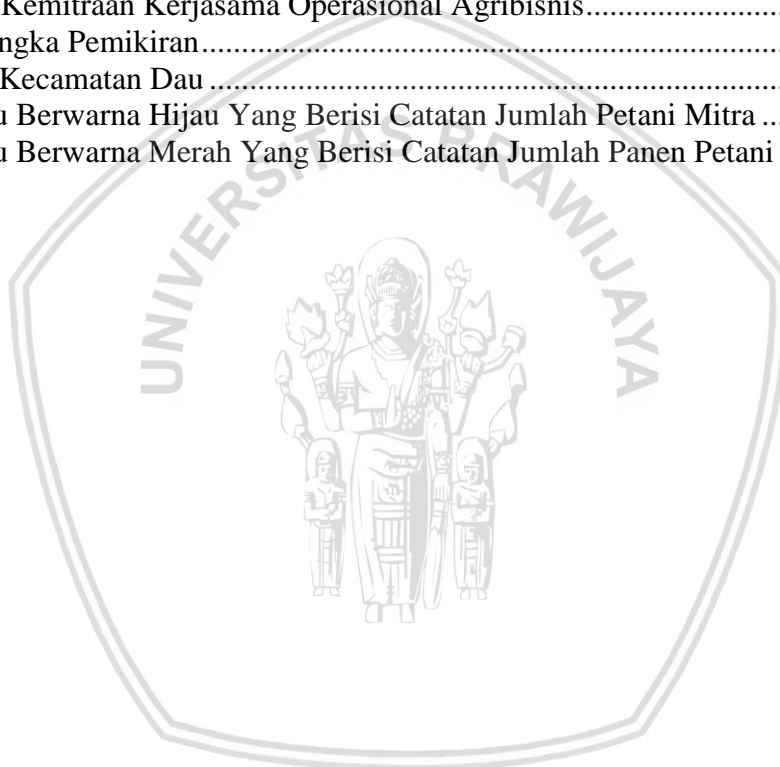 Kemitraan Kerjasama Operasional Agribisnis
ngka Pemikiran
Kecamatan Dau
u Berwarna Hijau Yang Berisi Catatan Jumlah Petani Mitra
u Berwarna Merah Yang Berisi Catatan Jumlah Panen Petani
UNIVERSITAS BRAWIJAYA